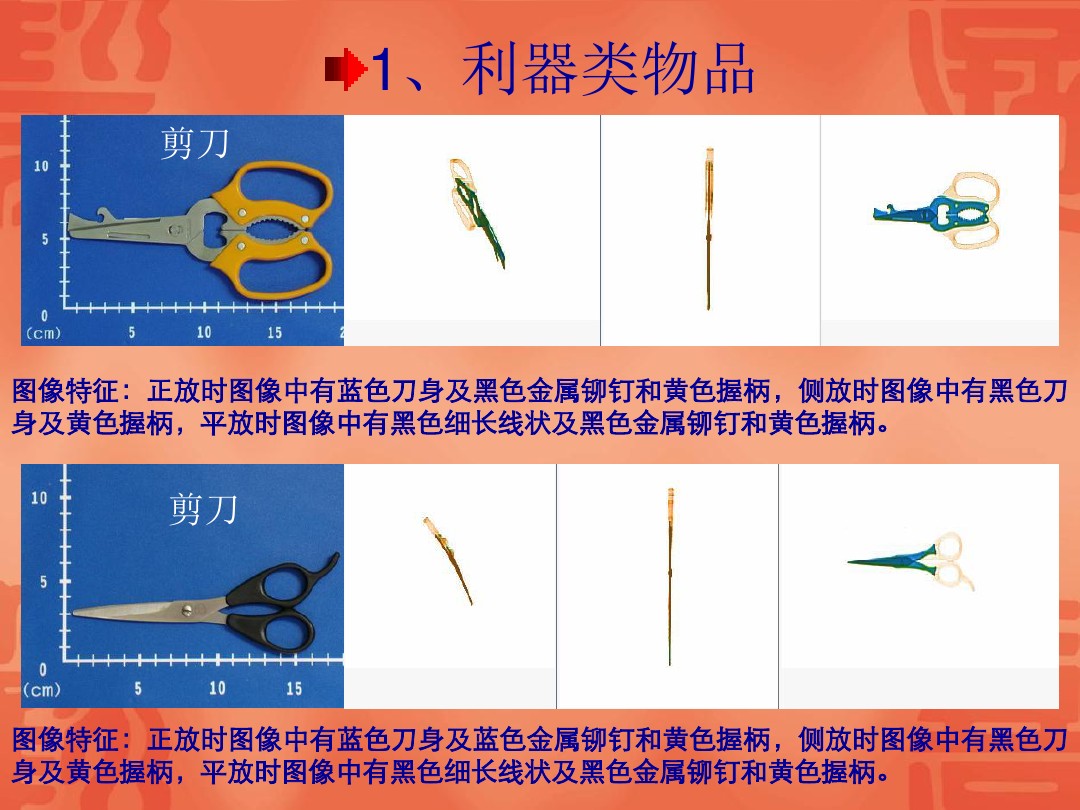 1、利器类物品
剪刀
10
5
0
(cm) 5 10 15 2
图像特征：正放时图像中有蓝色刀身及黑色金属铆钉和黄色握柄，侧放时图像中有黑色刀
身及黄色握柄，平放时图像中有黑色细长线状及黑色金属铆钉和黄色握柄。
剪刀
10
5
0
(cm) 5 10 15
图像特征：正放时图像中有蓝色刀身及蓝色金属铆钉和黄色握柄，侧放时图像中有黑色刀
身及黄色握柄，平放时图像中有黑色细长线状及黑色金属铆钉和黄色握柄。